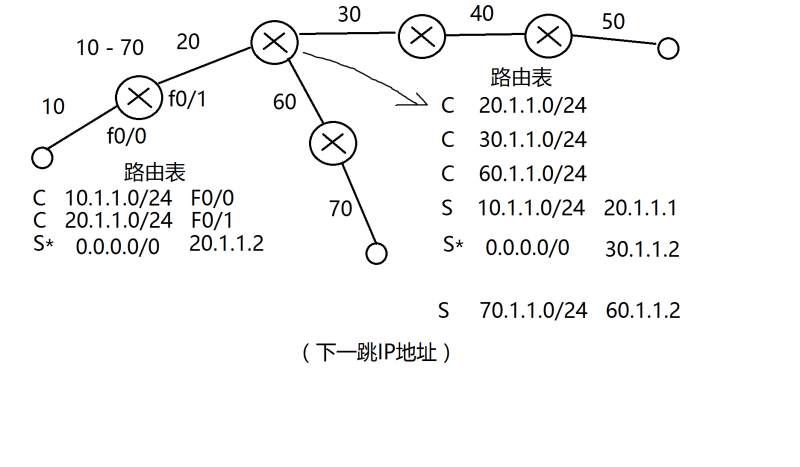 30
40
50
10 - 70
20
10
f0/1
f0/0
60
70
路由表
C 10.1.1.0/24 F0/0
C 20.1.1.0/24 F0/1
S* 0.0.0.0/0 20.1.1.2
路由表
C 20.1.1.0/24
C 30.1.1.0/24
C 60.1.1.0/24
S 10.1.1.0/24 20.1.1.1
S* 0.0.0.0/0 30.1.1.2
S 70.1.1.0/24 60.1.1.2
（下一跳IP地址）